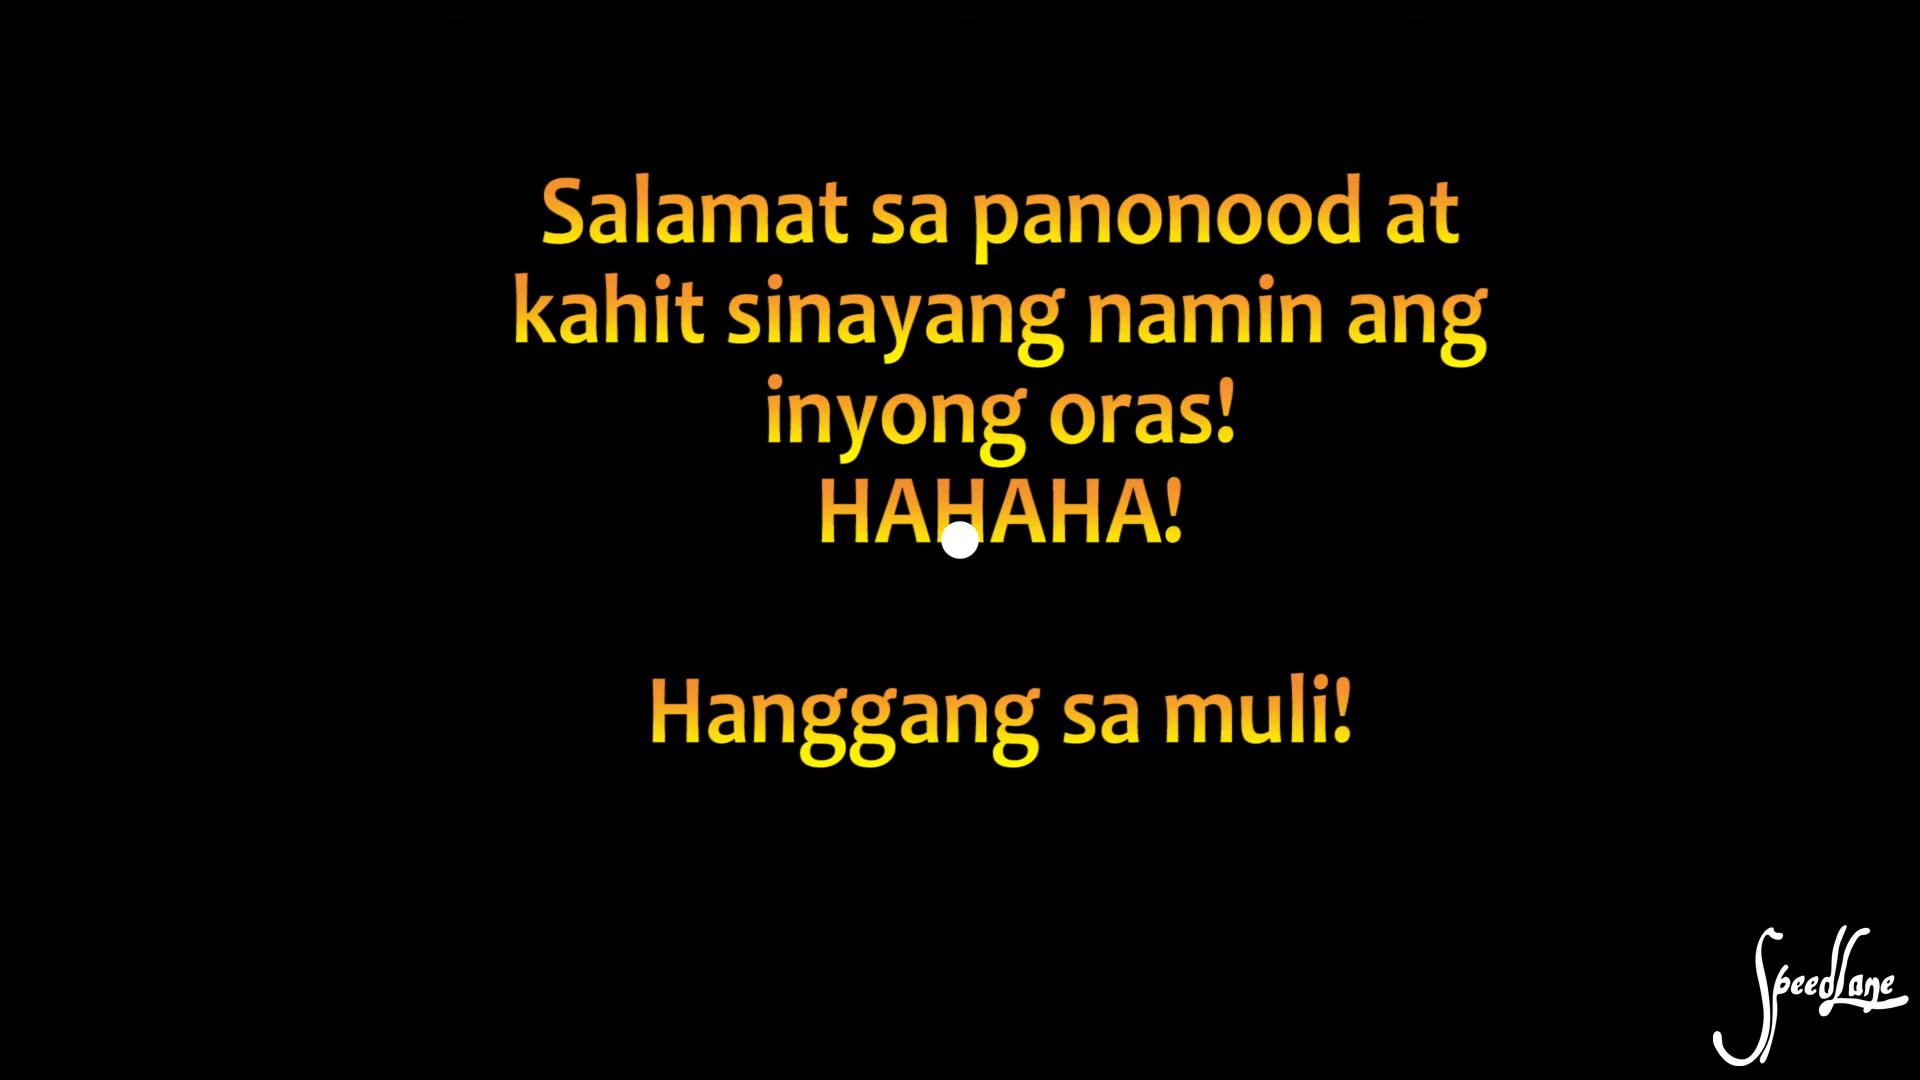 Salamat sa panonood at
kahit sinayang namin ang
inyong oras!
HAHAHA!
Hanggang sa muli!
SpeedLane